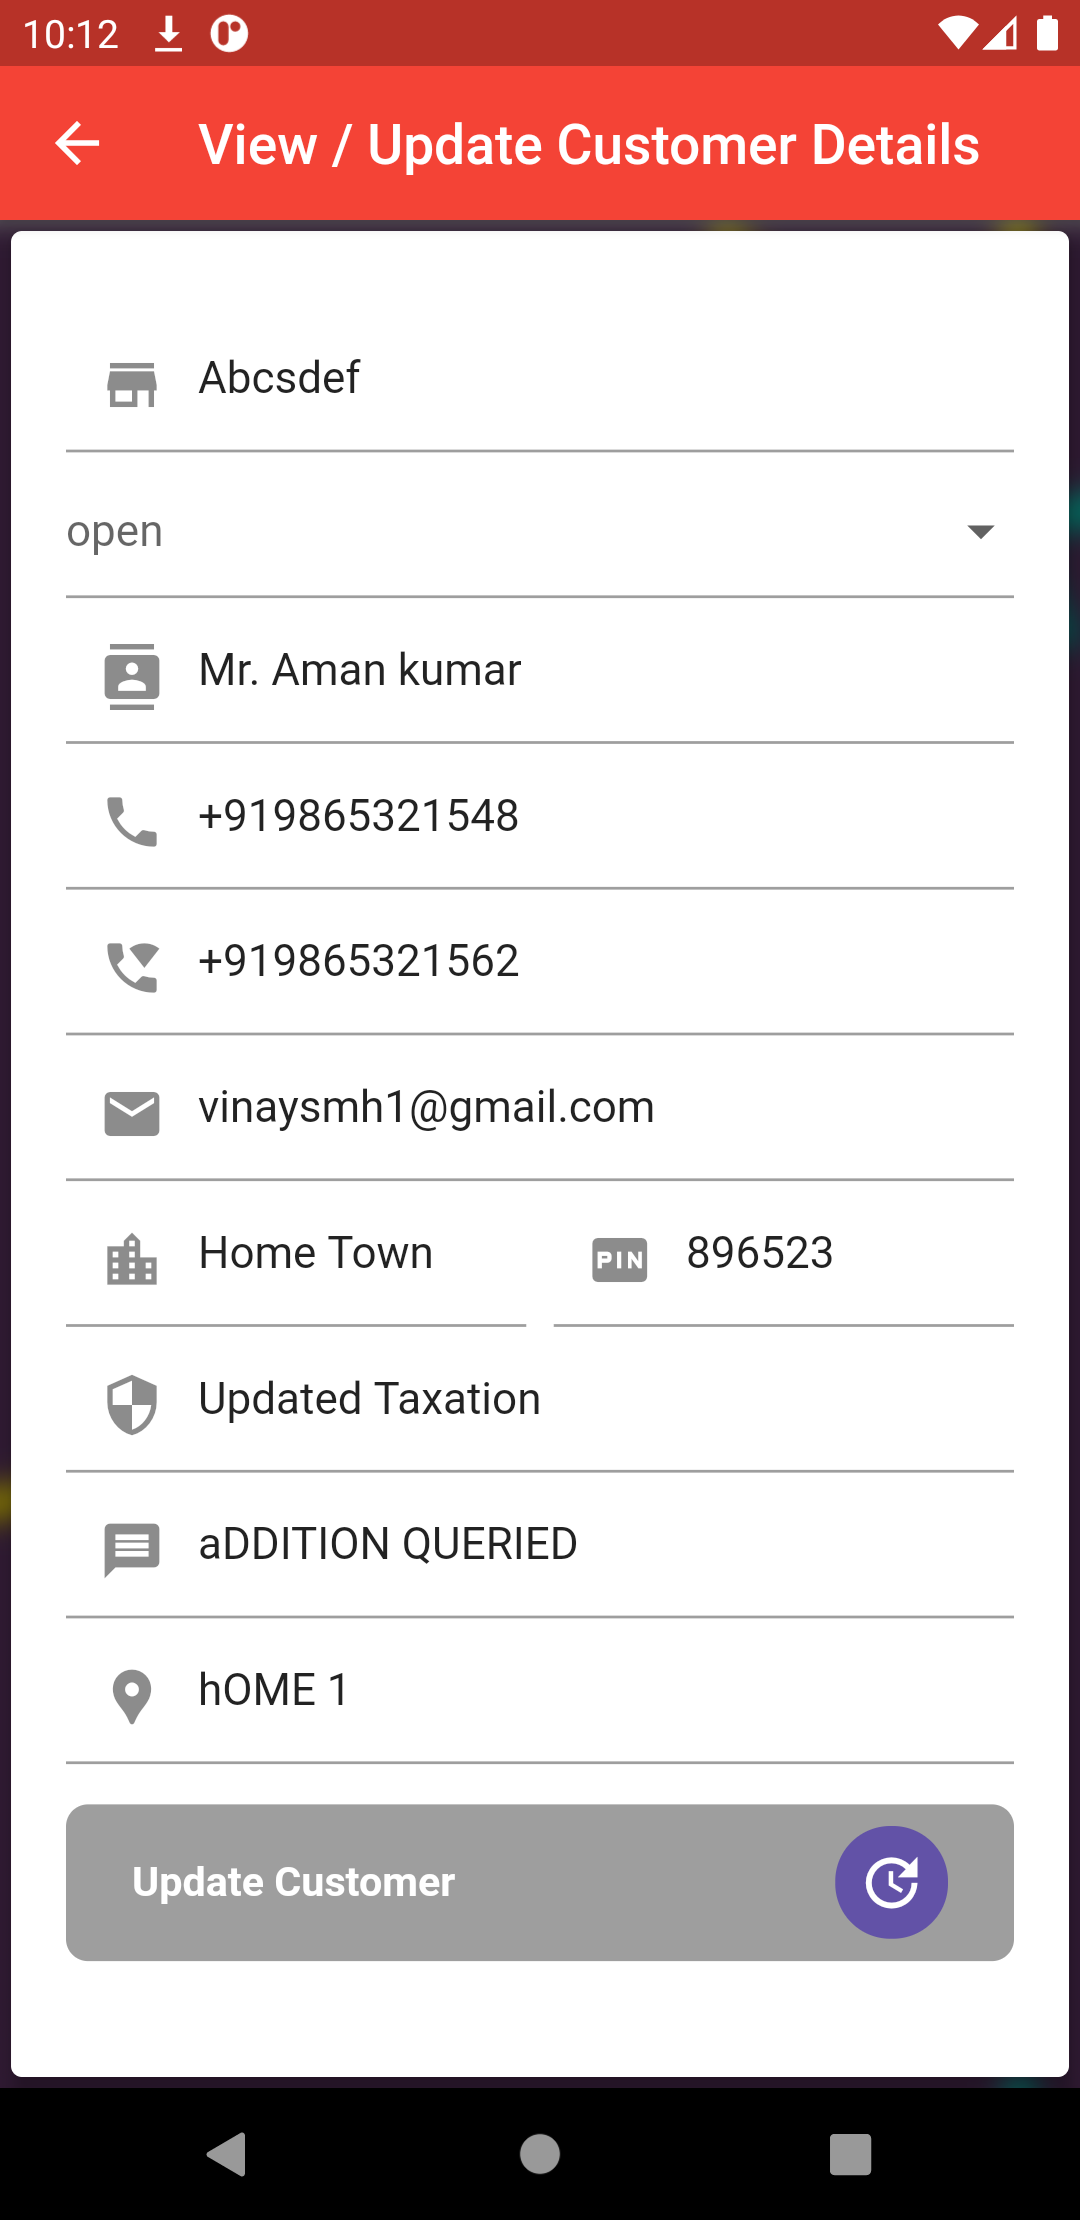 10:12
View / Update Customer Details
Abcsdef
open
Mr. Aman kumar
+919865321548
+919865321562
vinaysmh1@gmail.com
Home Town
PIN 896523
Updated Taxation
aDDITION QUERIED
hOME 1
Update Customer